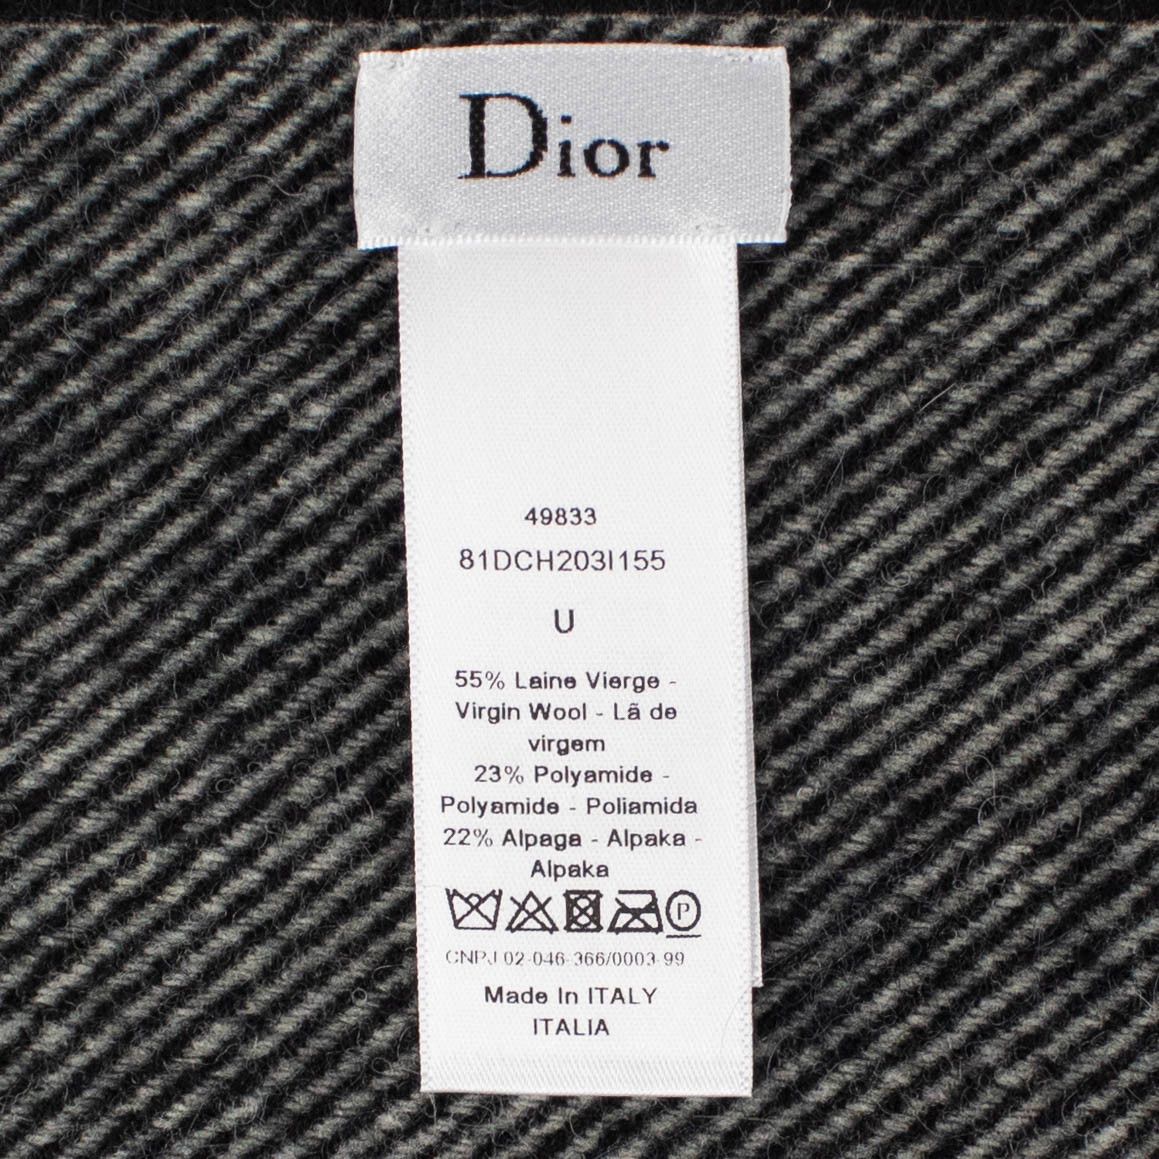 Dior
49833
81DCH203I155
U
55% Laine Vierge -
Virgin Wool - Lã de
virgem
23% Polyamide -
Polyamide - Poliamida
22% Alpaga - Alpaka -
Alpaka
P
CNPJ 02-046-366/0003-99
Made In ITALY
ITALIA